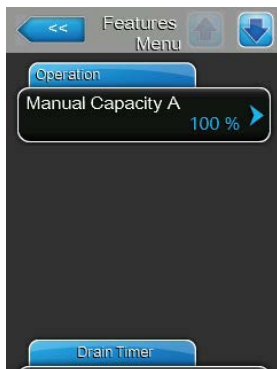 << Features
Menu
Operation
Manual Capacity A
100 %
Drain Timer